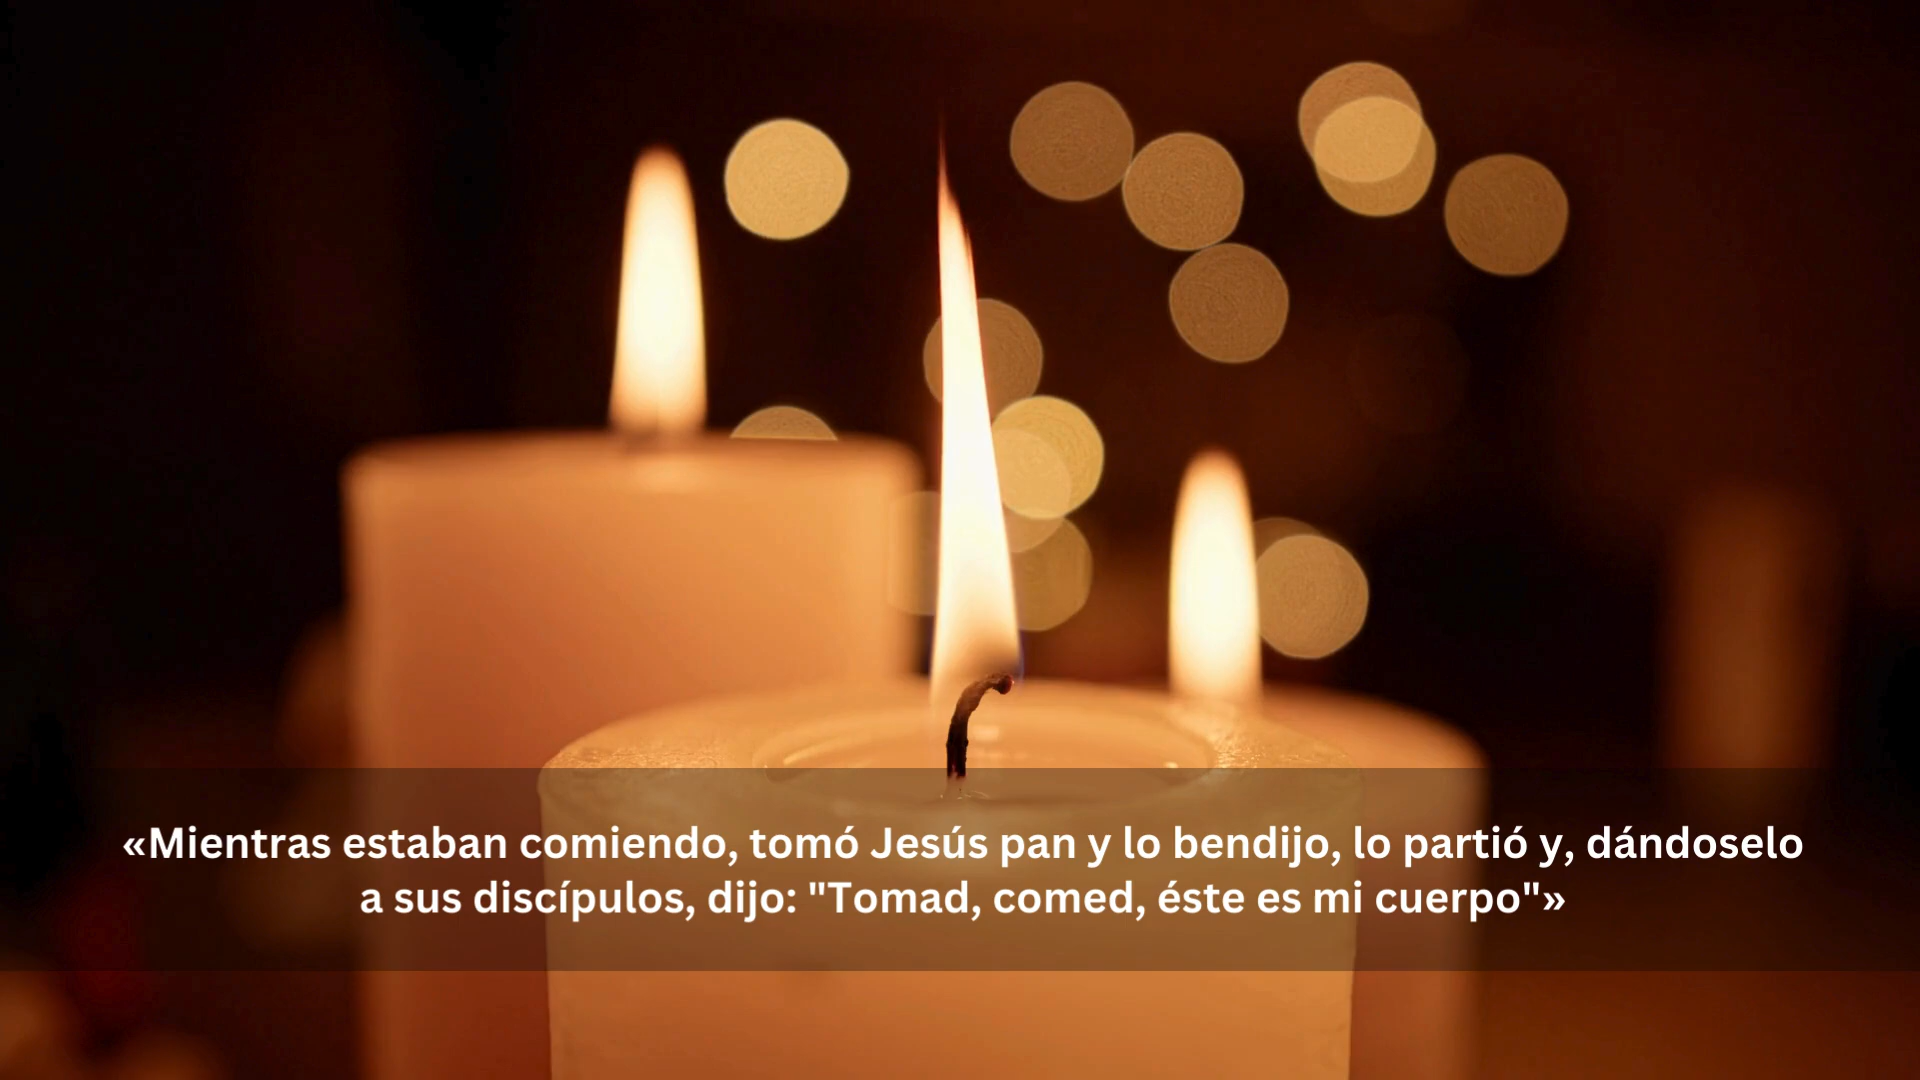 «Mientras estaban comiendo, tomó Jesús pan y lo bendijo, lo partió y, dándoselo
a sus discípulos, dijo: "Tomad, comed, éste es mi cuerpo"»